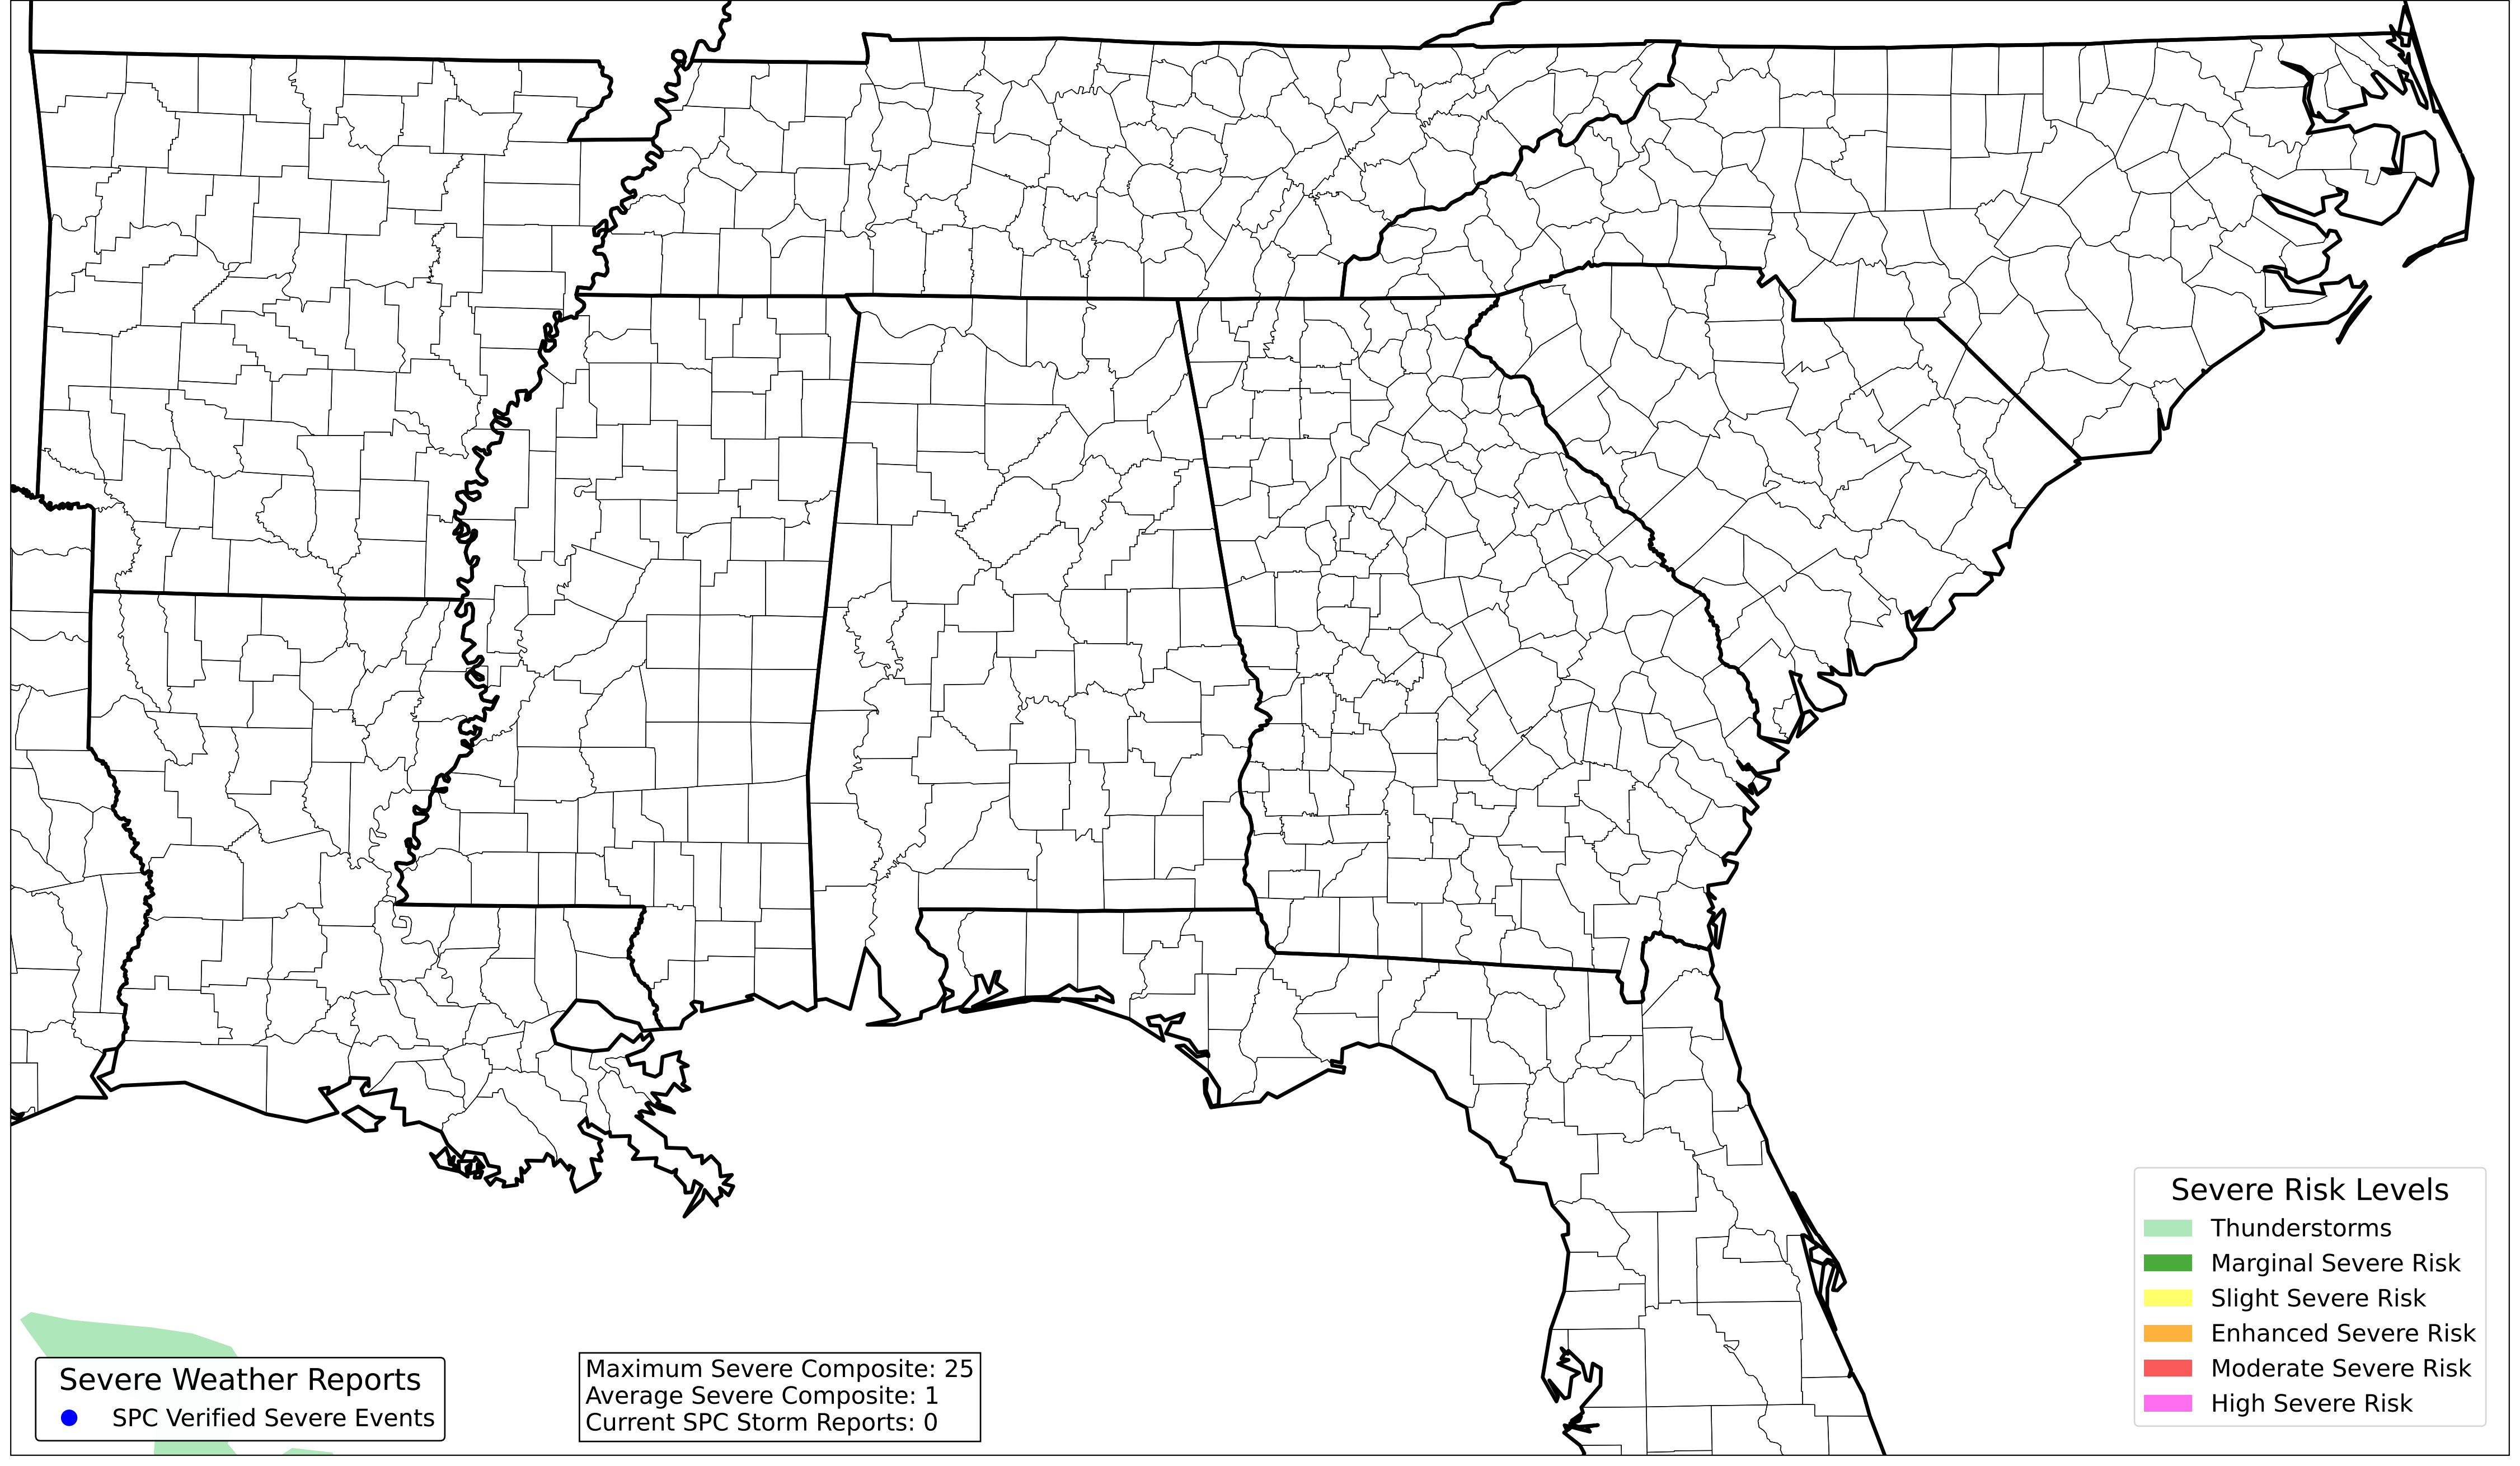 Severe Weather Reports
SPC Verified Severe Events
Maximum Severe Composite: 25
Average Severe Composite: 1
Current SPC Storm Reports: 0
Severe Risk Levels
Thunderstorms
Marginal Severe Risk
Slight Severe Risk
Enhanced Severe Risk
Moderate Severe Risk
High Severe Risk